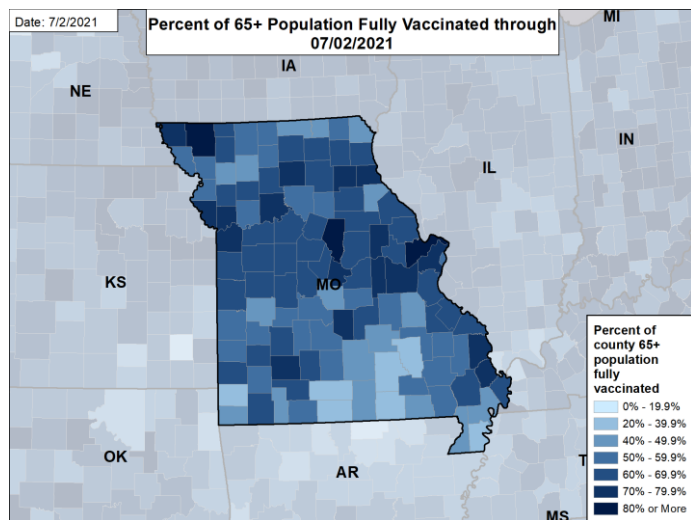 Date: 7/2/2021
Percent of 65+ Population Fully Vaccinated through
07/02/2021
MI
IA
NE
IN
IL
KS
MO
OK
AR
T
MS
Percent of
county 65+
population
fully
vaccinated
0% - 19.9%
20% - 39.9%
40% - 49.9%
50% - 59.9%
60% - 69.9%
70% - 79.9%
80% or More